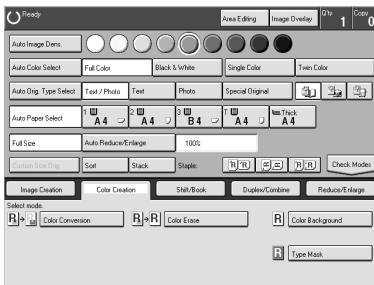 Ready Area Editing Image Overlay Q'ty 1 Copy 0
Auto Image Dens.
Auto Color Select Full Color Black & White Single Color Twin Color
Auto Orig. Type Select Text / Photo Text Photo Special Original
Auto Paper Select 1 A4 2 A4 3 B4 T A4 Thick A4
Full Size Auto Reduce/Enlarge 100%
Custom Size Orig. Sort Stack Staple: R R R R Check Modes
Image Creation Color Creation Shift/Book Duplex/Combine Reduce/Enlarge
Select mode.
R R Color Conversion R R Color Erase R Color Background
R Type Mask